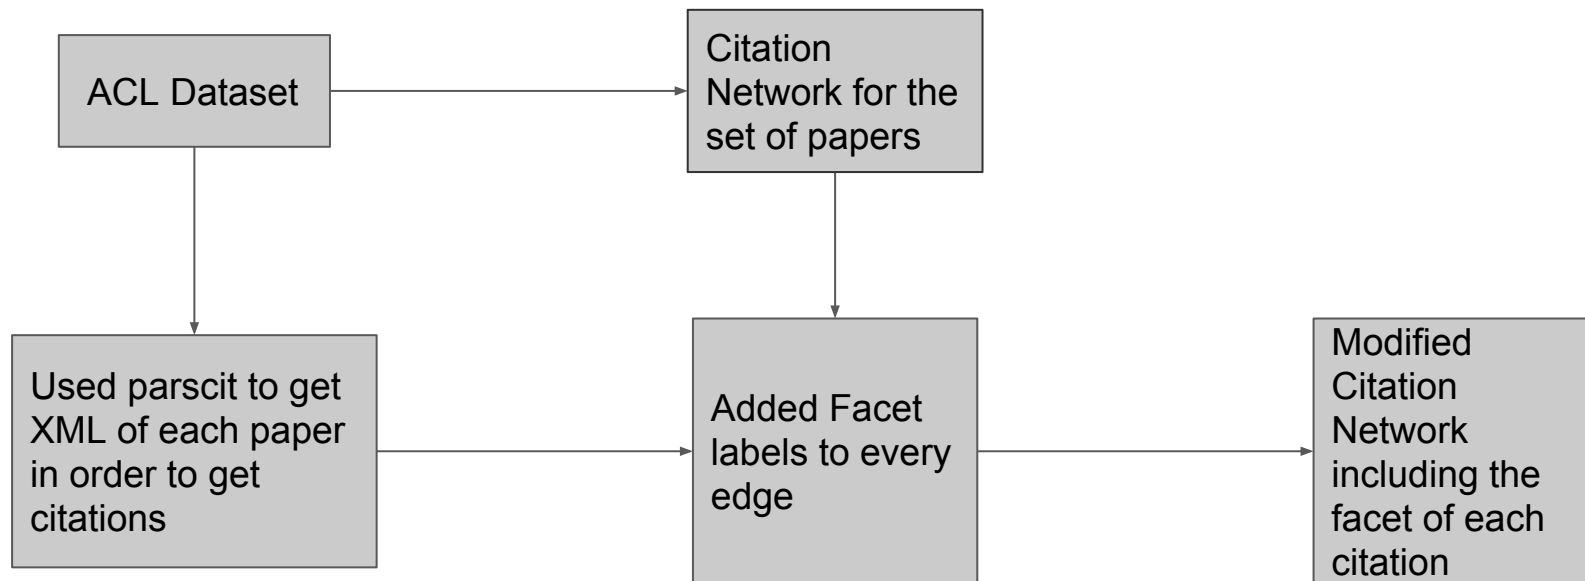 ACL Dataset
Citation
Network for the
set of papers
Used parscit to get
XML of each paper
in order to get
citations
Added Facet
labels to every
edge
Modified
Citation
Network
including the
facet of each
citation